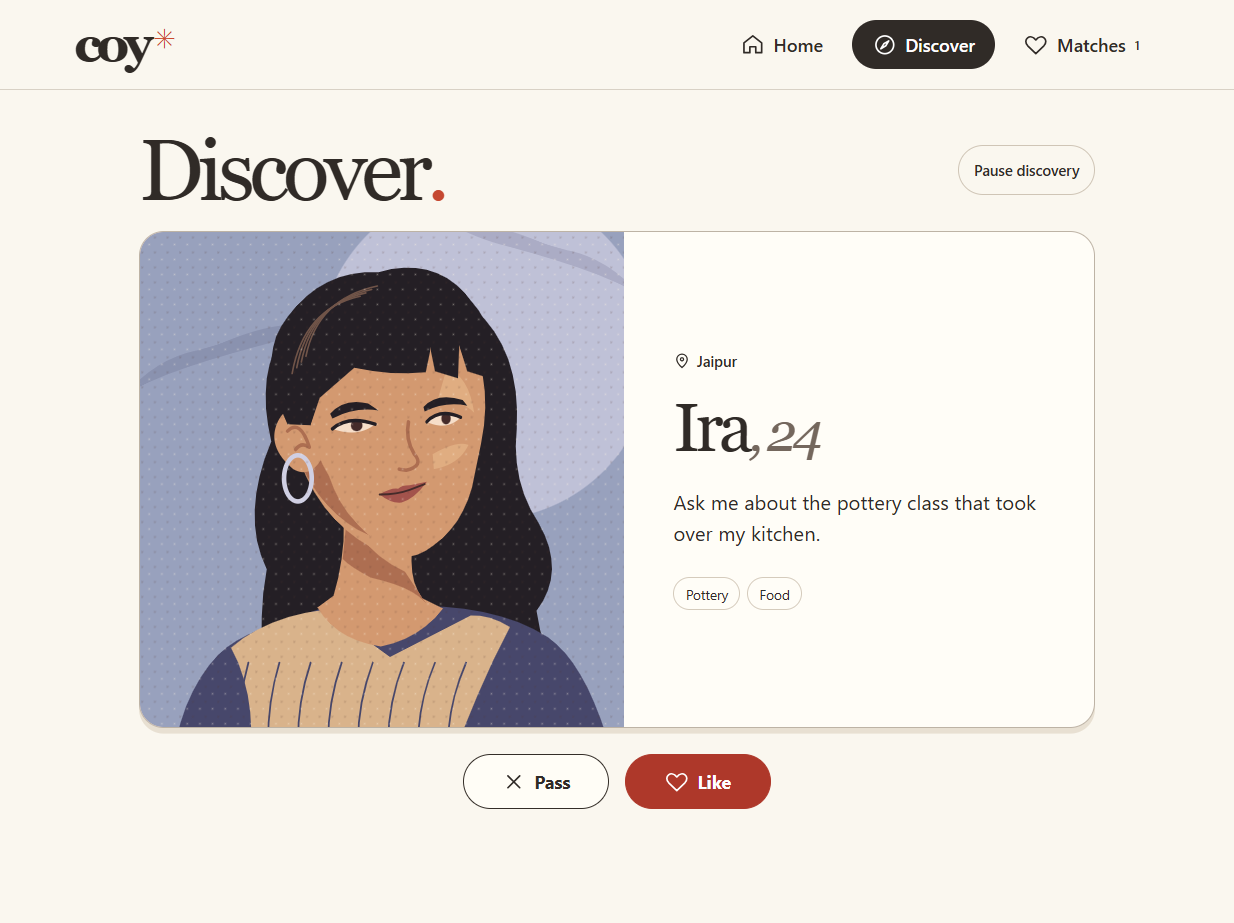 coy
Home
Discover
Matches 1
Discover.
Pause discovery
Jaipur
Ira, 24
Ask me about the pottery class that took
over my kitchen.
Pottery
Food
Pass
Like